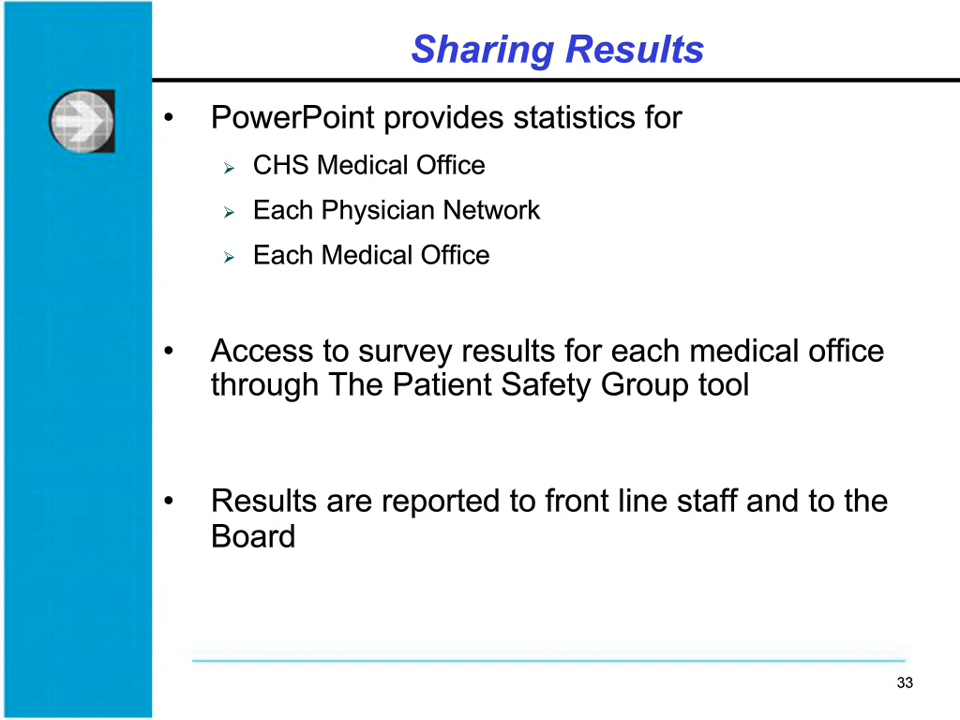 Sharing Results
• PowerPoint provides statistics for
➢ CHS Medical Office
➢ Each Physician Network
➢ Each Medical Office
• Access to survey results for each medical office
through The Patient Safety Group tool
• Results are reported to front line staff and to the
Board
33